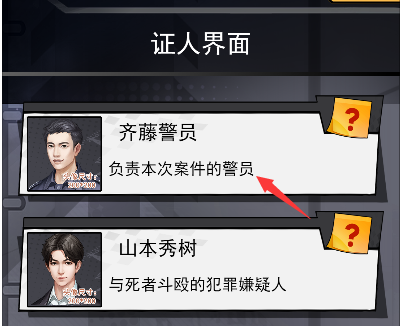 证人界面
?
齐藤警员
负责本次案件的警员
?
山本秀树
与死者斗殴的犯罪嫌疑人